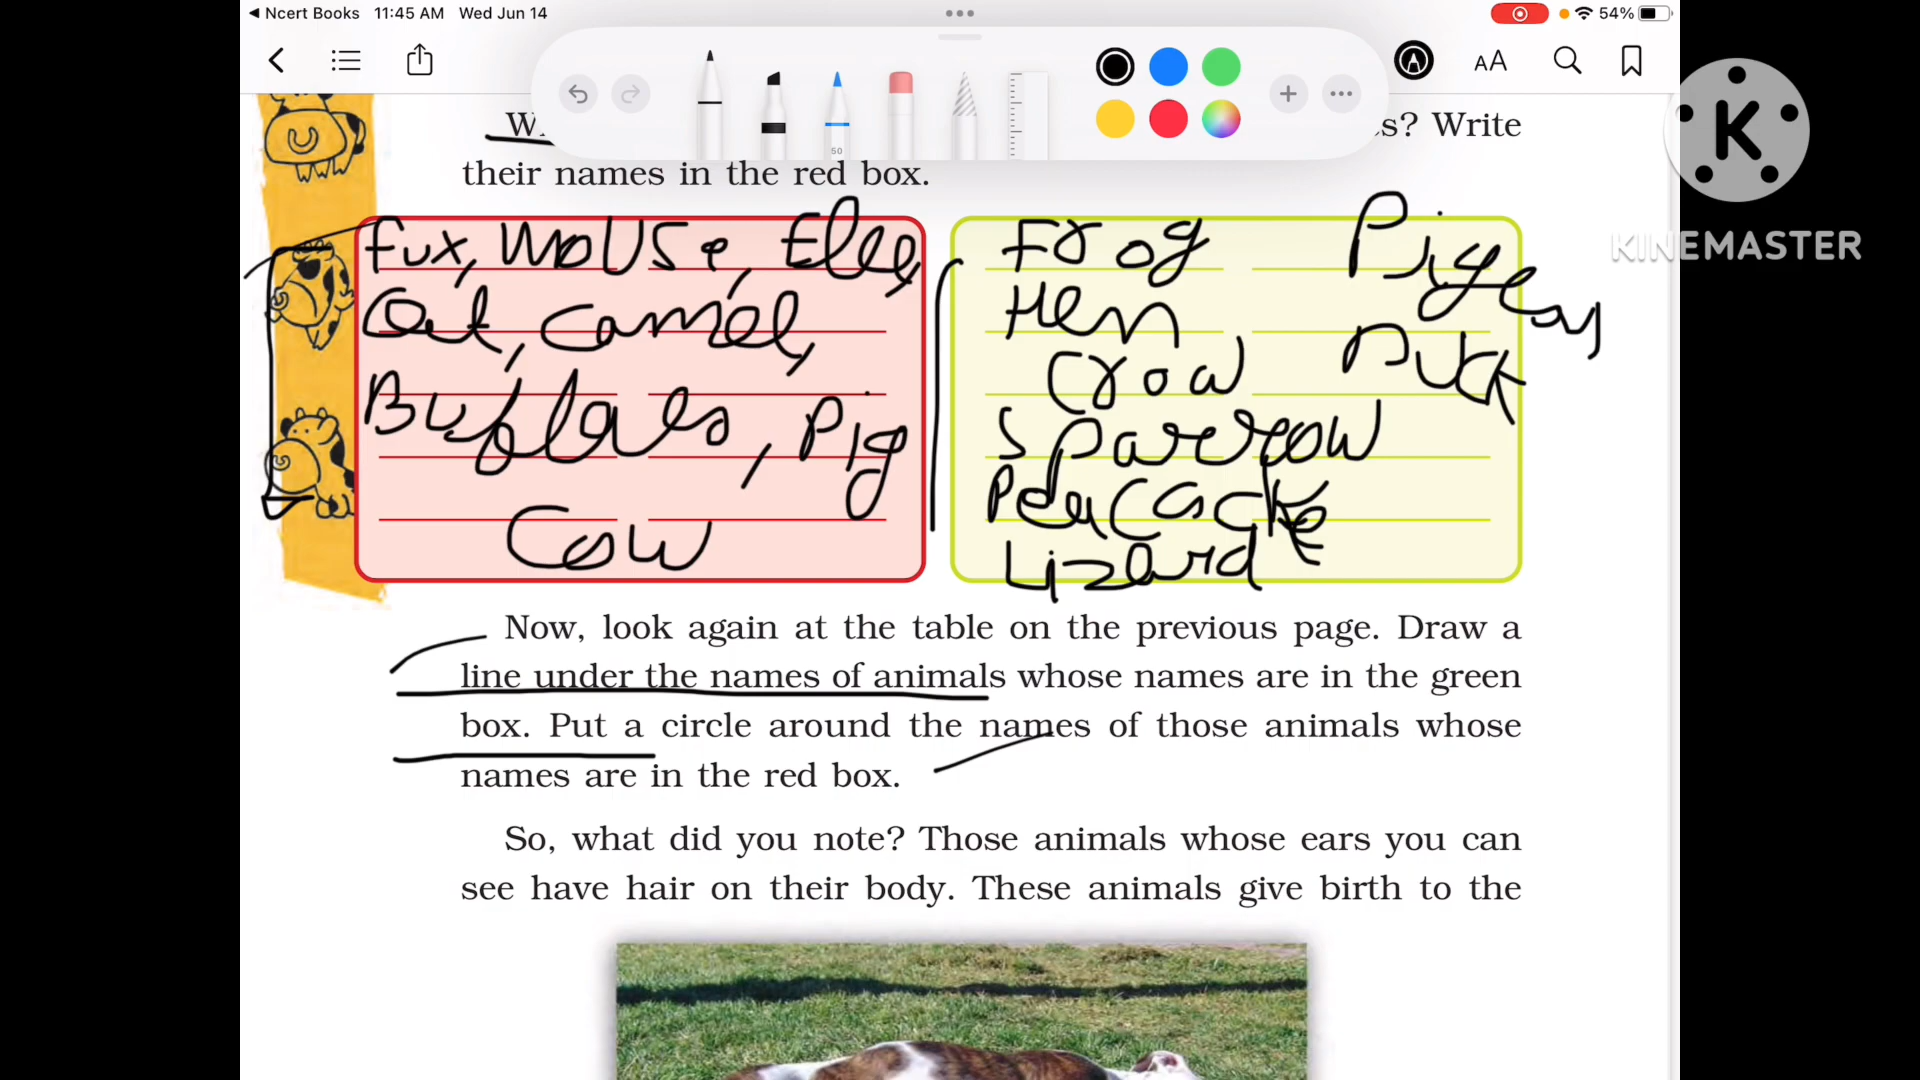 Ncert Books 11:45 AM Wed Jun 14 54%
AA
50
W s? Write
their names in the red box.
Fux, Mouse, Elee,
Cat, Camel,
Buffaloes, Pig
Cow
Frog Pigeon
Hen Duck
Crow
Sparrow
Lizard
Now, look again at the table on the previous page. Draw a
line under the names of animals whose names are in the green
box. Put a circle around the names of those animals whose
names are in the red box.
So, what did you note? Those animals whose ears you can
see have hair on their body. These animals give birth to the
K
KINEMASTER